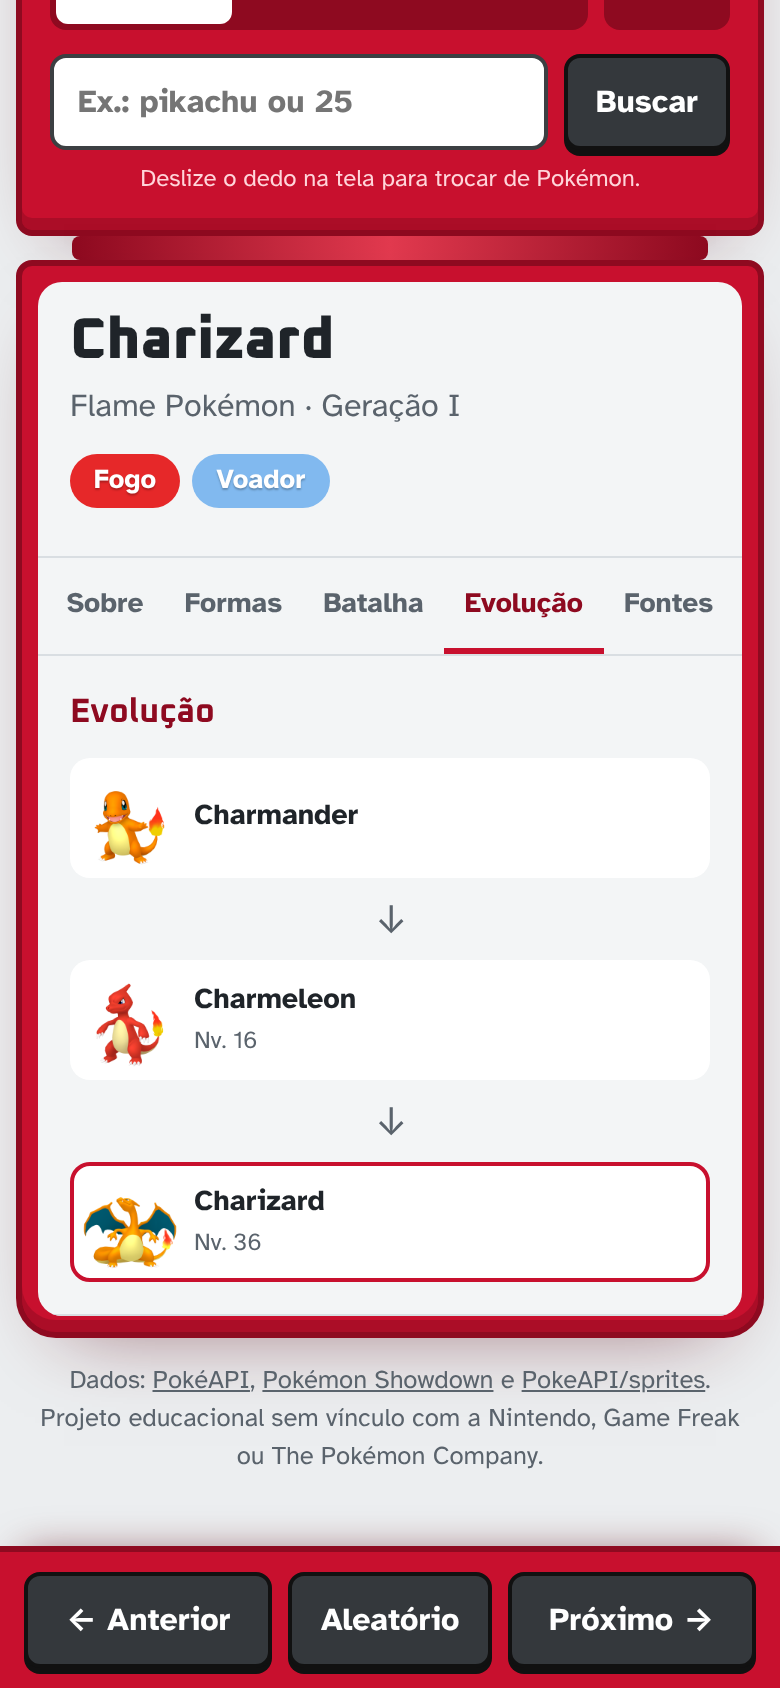 Ex.: pikachu ou 25
Buscar
Deslize o dedo na tela para trocar de Pokémon.
Charizard
Flame Pokémon · Geração I
Fogo
Voador
Sobre
Formas
Batalha
Evolução
Fontes
Evolução
Charmander
↓
Charmeleon
Nv. 16
↓
Charizard
Nv. 36
Dados: PokéAPI, Pokémon Showdown e PokeAPI/sprites.
Projeto educacional sem vínculo com a Nintendo, Game Freak
ou The Pokémon Company.
← Anterior
Aleatório
Próximo →